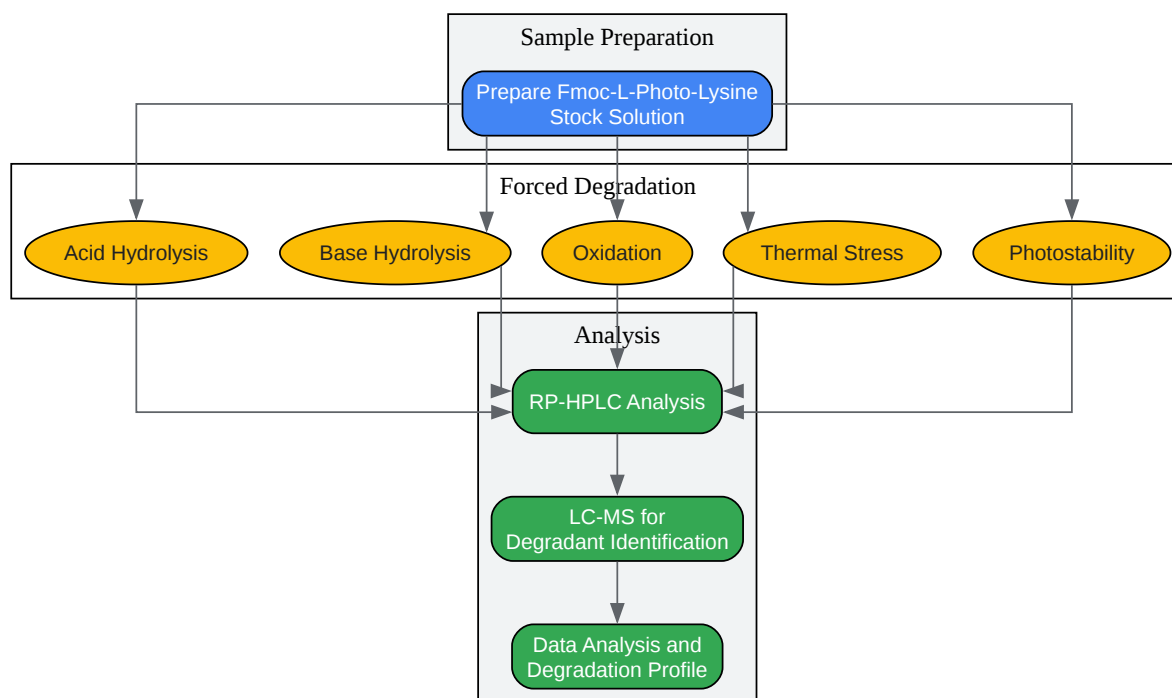 Sample Preparation
Prepare Fmoc-L-Photo-Lysine
Stock Solution
Forced Degradation
Acid Hydrolysis
Base Hydrolysis
Oxidation
Thermal Stress
Photostability
Analysis
RP-HPLC Analysis
LC-MS for
Degradant Identification
Data Analysis and
Degradation Profile